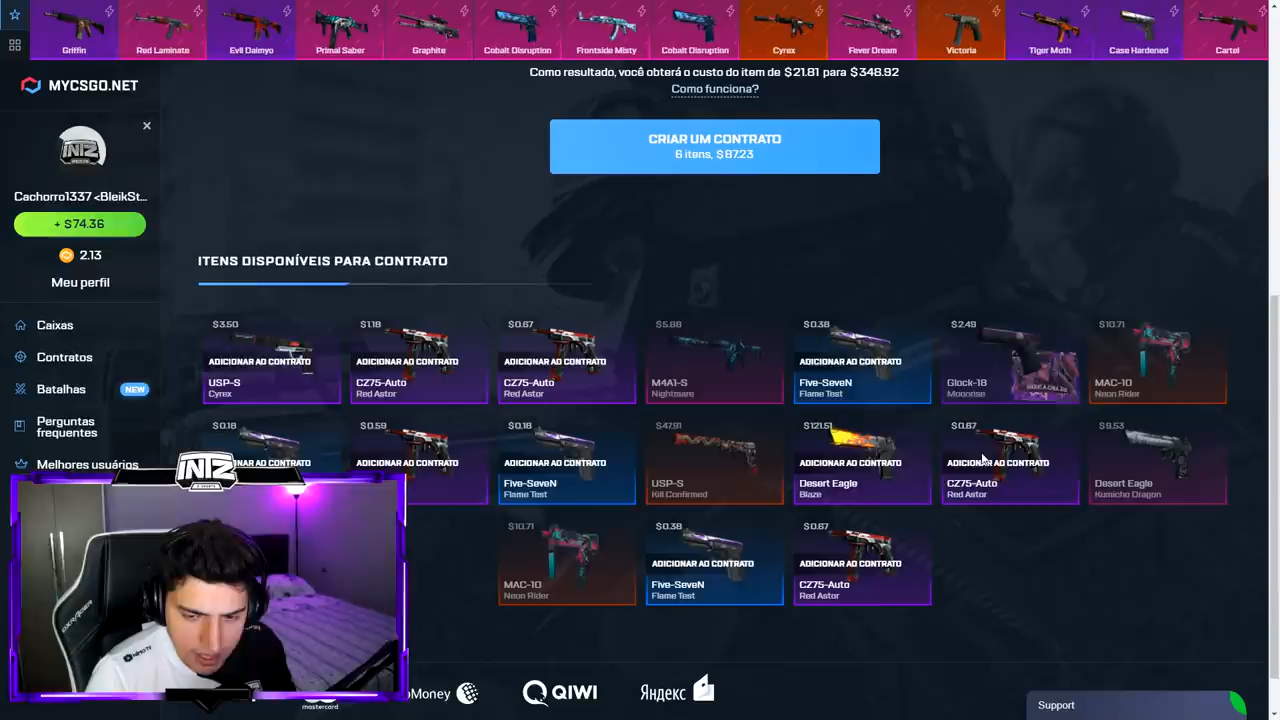 Griffin
Red Laminate
Evil Daimyo
Primal Saber
Graphite
Cobalt Disruption
Frontside Misty
Cobalt Disruption
Cyrex
Fever Dream
Victoria
Tiger Moth
Case Hardened
Cartel
MYCSGO.NET
Como resultado, você obterá o custo do item de $21.81 para $348.92
Como funciona?
CRIAR UM CONTRATO
6 itens, $87.23
INTZ
Cachorro1337 <BleikSt...
+ $74.36
2.13
Meu perfil
Caixas
Contratos
Batalhas
NEW
Perguntas
frequentes
Melhores usuários
ITENS DISPONÍVEIS PARA CONTRATO
$3.50
ADICIONAR AO CONTRATO
USP-S
Cyrex
$1.18
ADICIONAR AO CONTRATO
CZ75-Auto
Red Astor
$0.67
ADICIONAR AO CONTRATO
CZ75-Auto
Red Astor
$5.88
M4A1-S
Nightmare
$0.38
ADICIONAR AO CONTRATO
Five-SeveN
Flame Test
$2.49
Glock-18
Moonrise
$10.71
MAC-10
Neon Rider
$0.18
$0.59
$0.18
ADICIONAR AO CONTRATO
Five-SeveN
Flame Test
$47.91
USP-S
Kill Confirmed
$121.51
ADICIONAR AO CONTRATO
Desert Eagle
Blaze
$0.67
ADICIONAR AO CONTRATO
CZ75-Auto
Red Astor
$9.53
Desert Eagle
Kumicho Dragon
$10.71
MAC-10
Neon Rider
$0.38
ADICIONAR AO CONTRATO
Five-SeveN
Flame Test
$0.67
ADICIONAR AO CONTRATO
CZ75-Auto
Red Astor
INTZ
DXRACER
NIMOTV
Money
QIWI
Яндекс
mastercard
Support